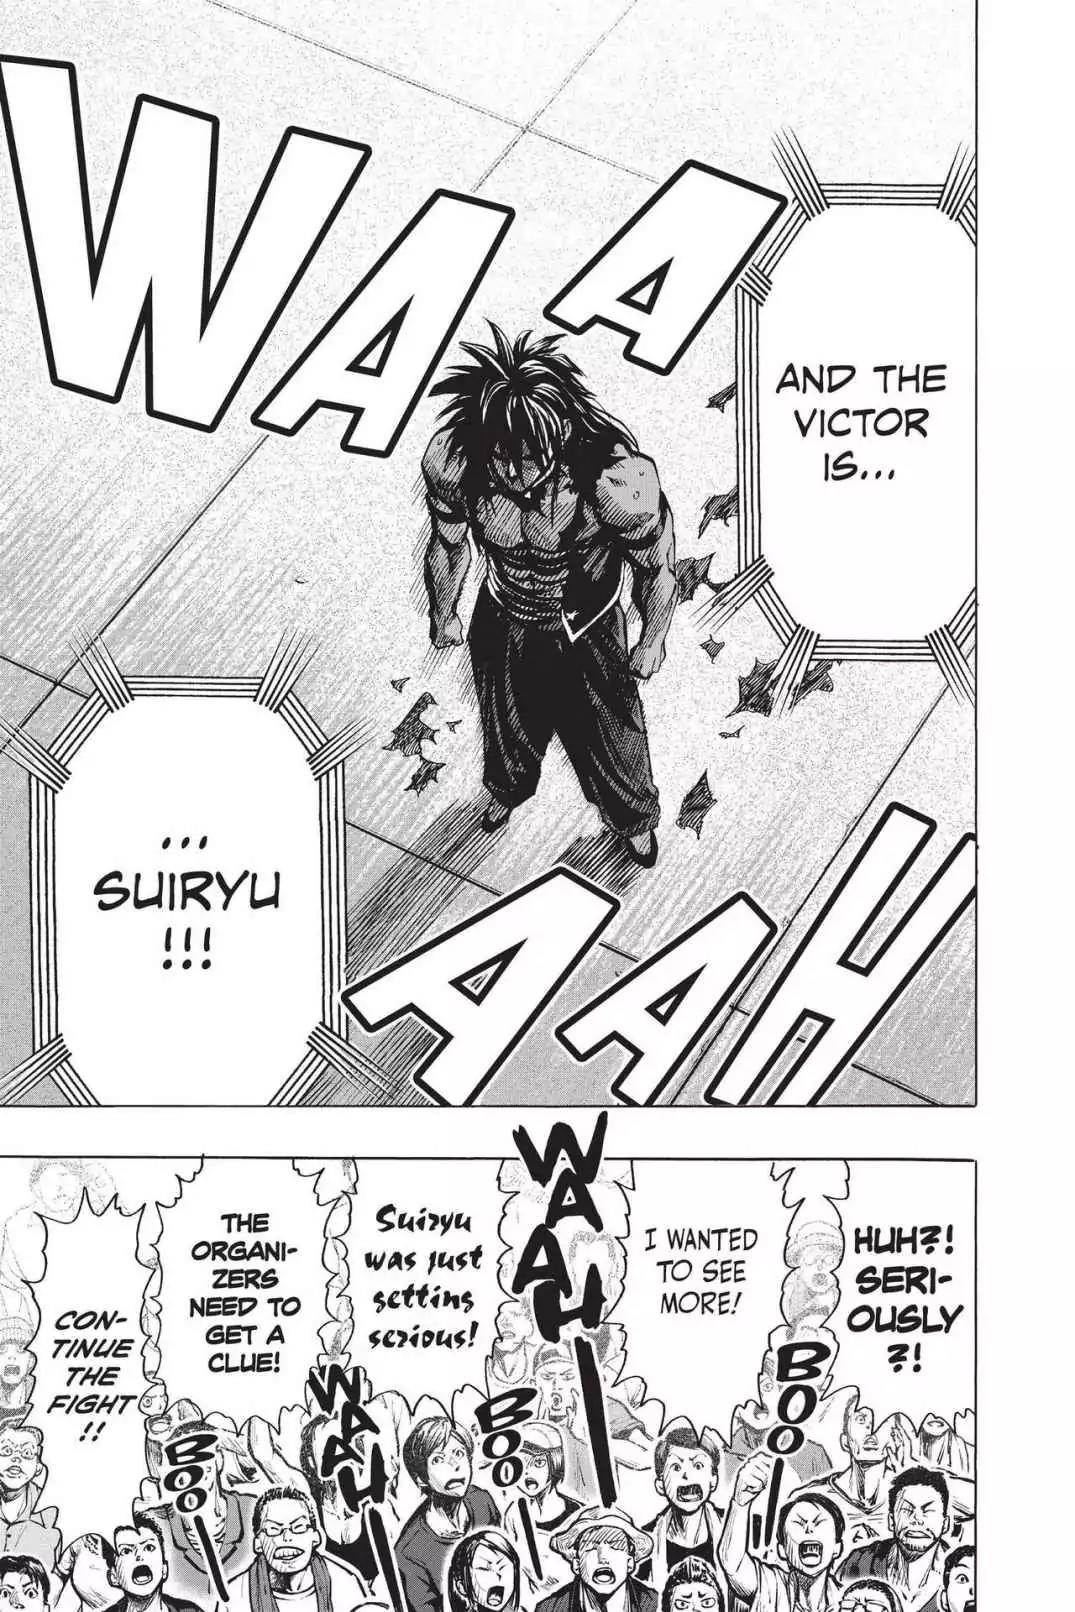 WAA
AND THE
VICTOR
IS...
...
SUIRYU
!!!
AAH
HUH?!
SERI-
OUSLY
?!
I WANTED
TO SEE
MORE!
WAAH
Suiryu
was just
getting
serious!
THE
ORGANI-
ZERS
NEED TO
GET A
CLUE!
CON-
TINUE
THE
FIGHT
!!
BOO
BOO
WAAH
BOO